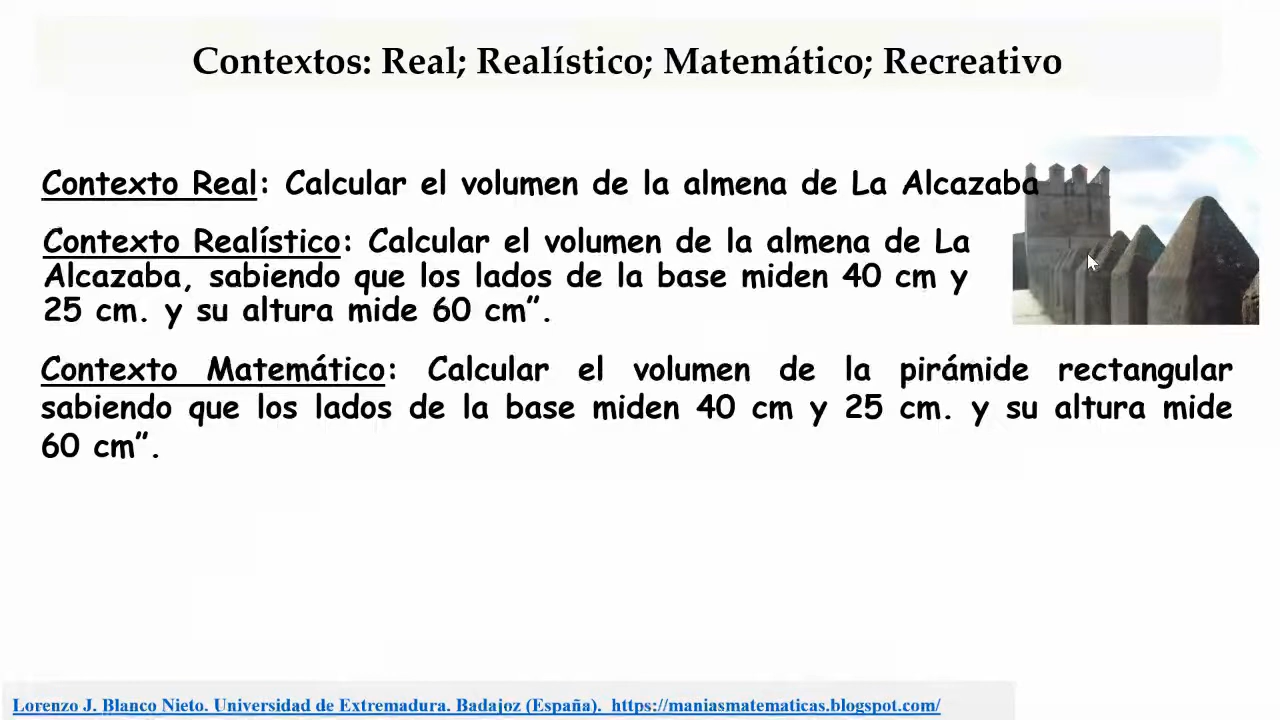 Contextos: Real; Realístico; Matemático; Recreativo
Contexto Real: Calcular el volumen de la almena de La Alcazaba
Contexto Realístico: Calcular el volumen de la almena de La
Alcazaba, sabiendo que los lados de la base miden 40 cm y
25 cm. y su altura mide 60 cm”.
Contexto Matemático: Calcular el volumen de la pirámide rectangular
sabiendo que los lados de la base miden 40 cm y 25 cm. y su altura mide
60 cm”.
Lorenzo J. Blanco Nieto. Universidad de Extremadura. Badajoz (España). https://maniasmatematicas.blogspot.com/